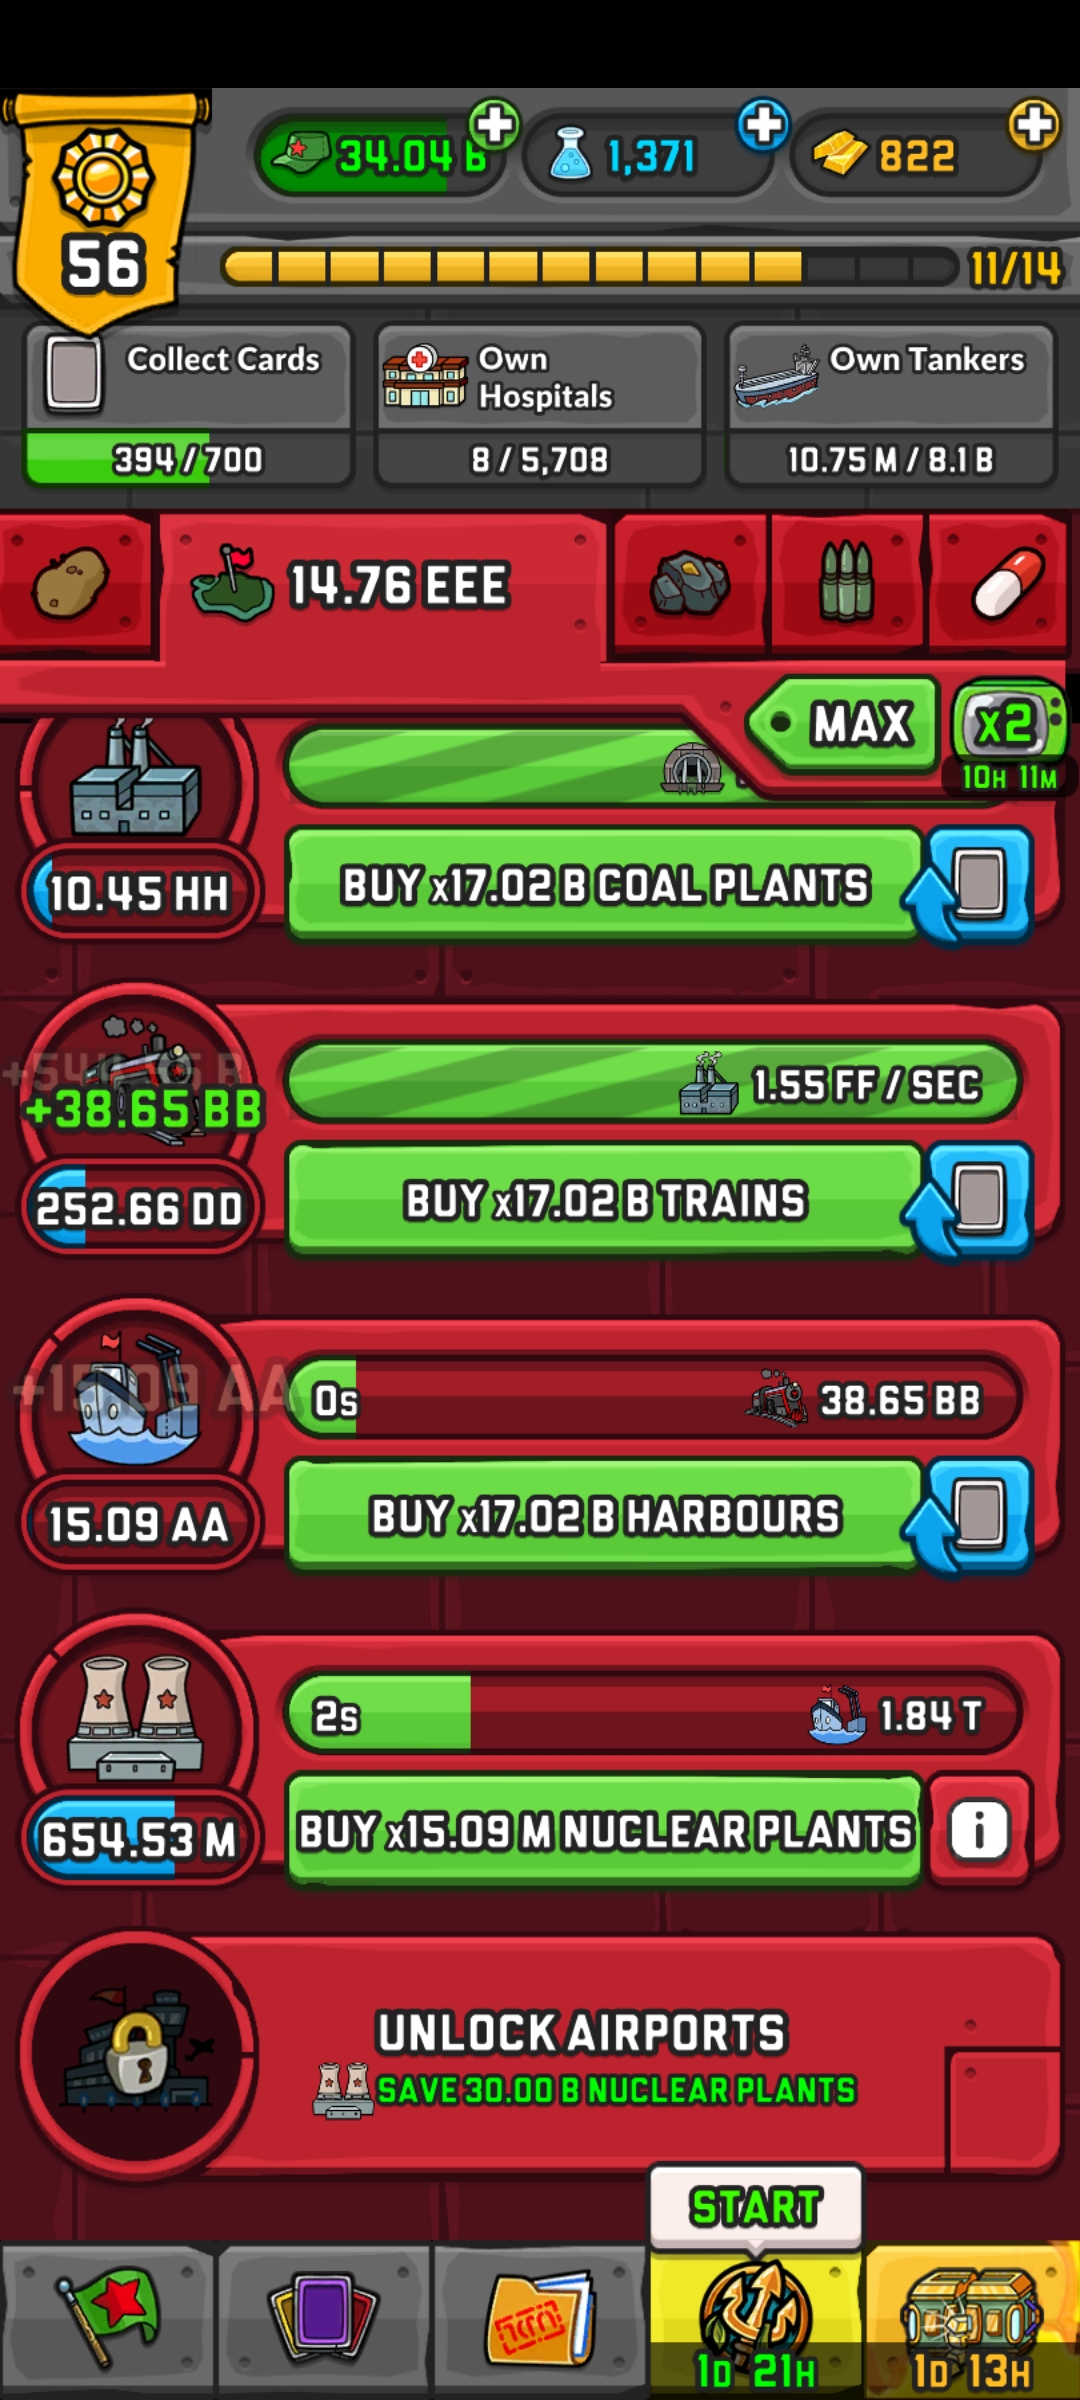 34.04 B
1,371
822
56
11/14
Collect Cards
394 / 700
Own
Hospitals
8 / 5,708
Own Tankers
10.75 M / 8.1 B
14.76 EEE
MAX
x2
10H 11M
10.45 HH
BUY x17.02 B COAL PLANTS
+38.65 BB
1.55 FF / SEC
252.66 DD
BUY x17.02 B TRAINS
+15.09 AA
0s
38.65 BB
15.09 AA
BUY x17.02 B HARBOURS
2s
1.84 T
654.53 M
BUY x15.09 M NUCLEAR PLANTS
i
UNLOCK AIRPORTS
SAVE 30.00 B NUCLEAR PLANTS
START
1D 21H
1D 13H